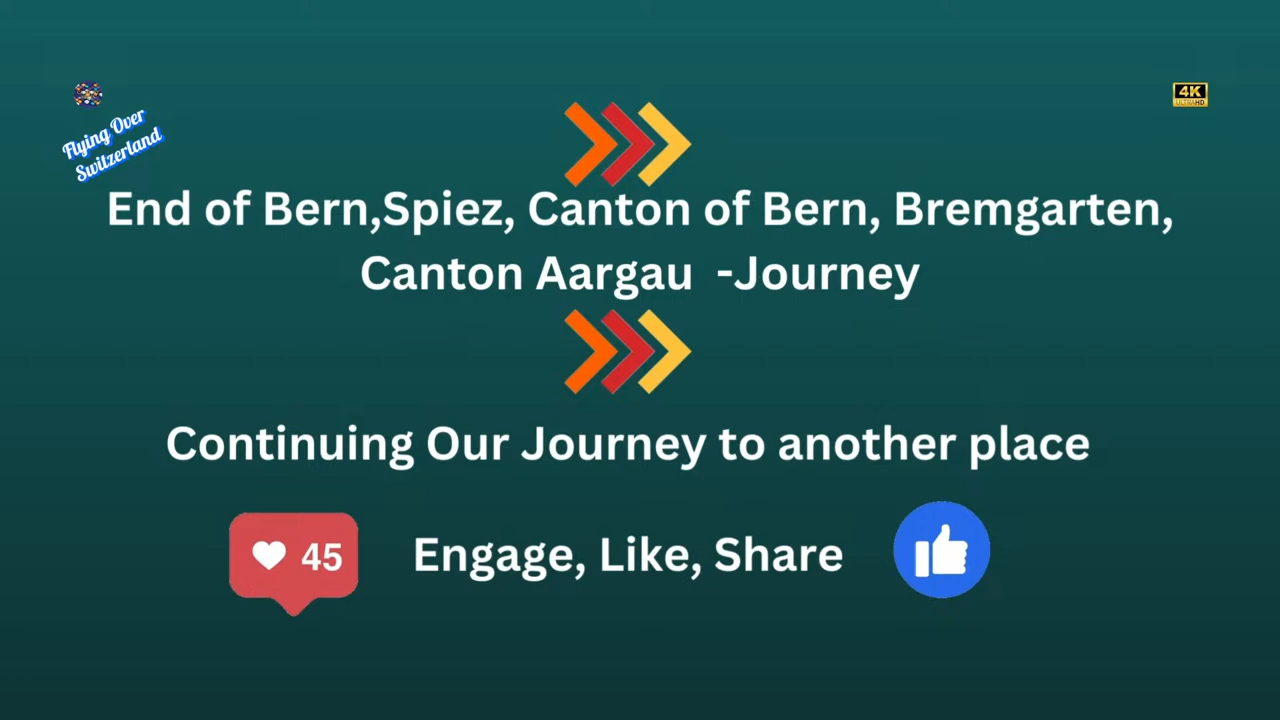 Flying Over
Switzerland
4K
ULTRA HD
End of Bern,Spiez, Canton of Bern, Bremgarten,
Canton Aargau -Journey
Continuing Our Journey to another place
45
Engage, Like, Share